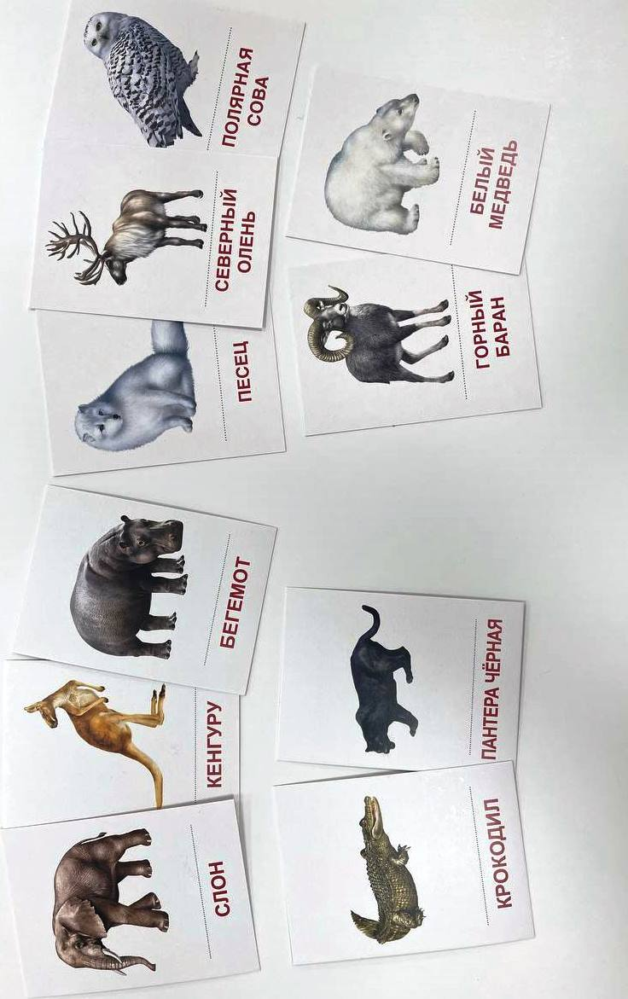 СЛОН
КЕНГУРУ
БЕГЕМОТ
ПЕСЕЦ
СЕВЕРНЫЙ
ОЛЕНЬ
ПОЛЯРНАЯ
СОВА
КРОКОДИЛ
ПАНТЕРА ЧЁРНАЯ
ГОРНЫЙ
БАРАН
БЕЛЫЙ
МЕДВЕДЬ